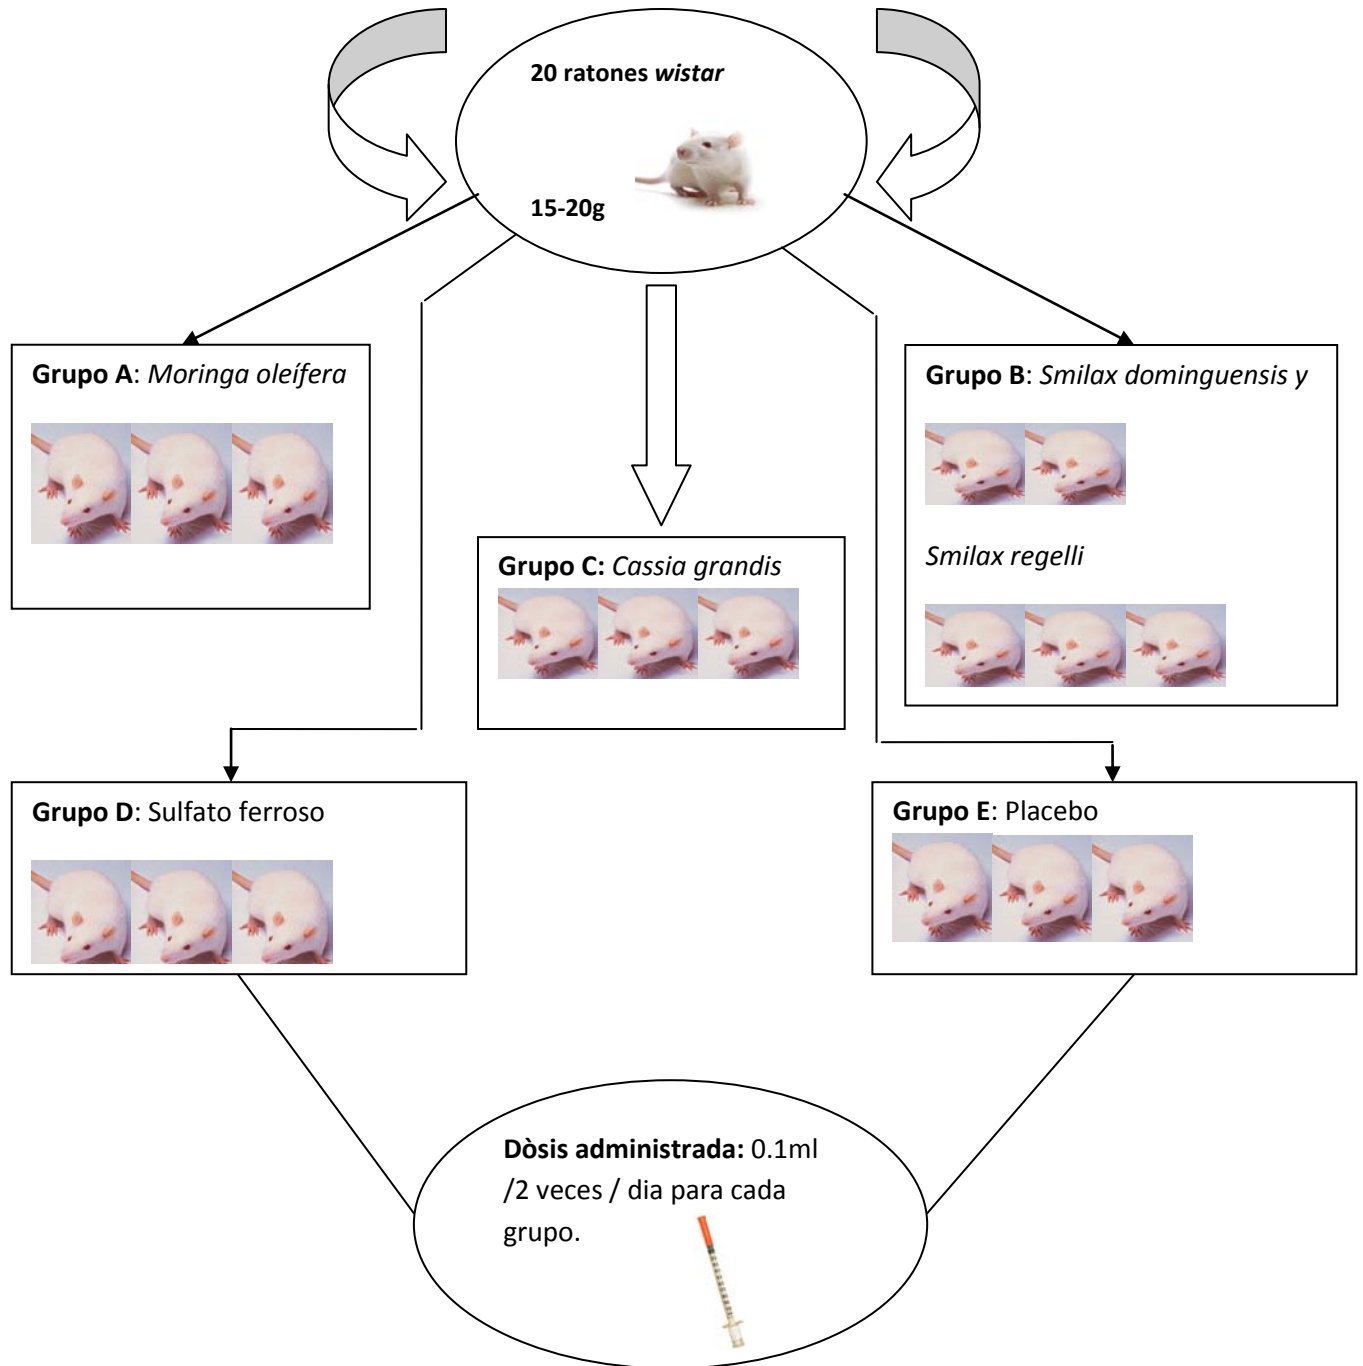 20 ratones wistar
15-20g
Grupo A: Moringa oleífera
Grupo B: Smilax dominguensis y
Smilax regelli
Grupo C: Cassia grandis
Grupo D: Sulfato ferroso
Grupo E: Placebo
Dòsis administrada: 0.1ml
/2 veces / dia para cada
grupo.